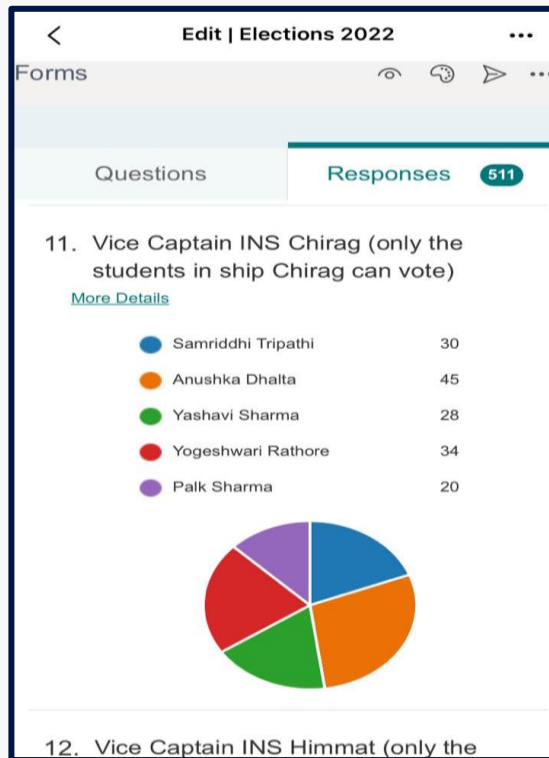 Edit | Elections 2022
Forms
Questions
Responses 511
11. Vice Captain INS Chirag (only the
students in ship Chirag can vote)
More Details
Samriddhi Tripathi 30
Anushka Dhalta 45
Yashavi Sharma 28
Yogeshwari Rathore 34
Palk Sharma 20
12. Vice Captain INS Himmat (only the